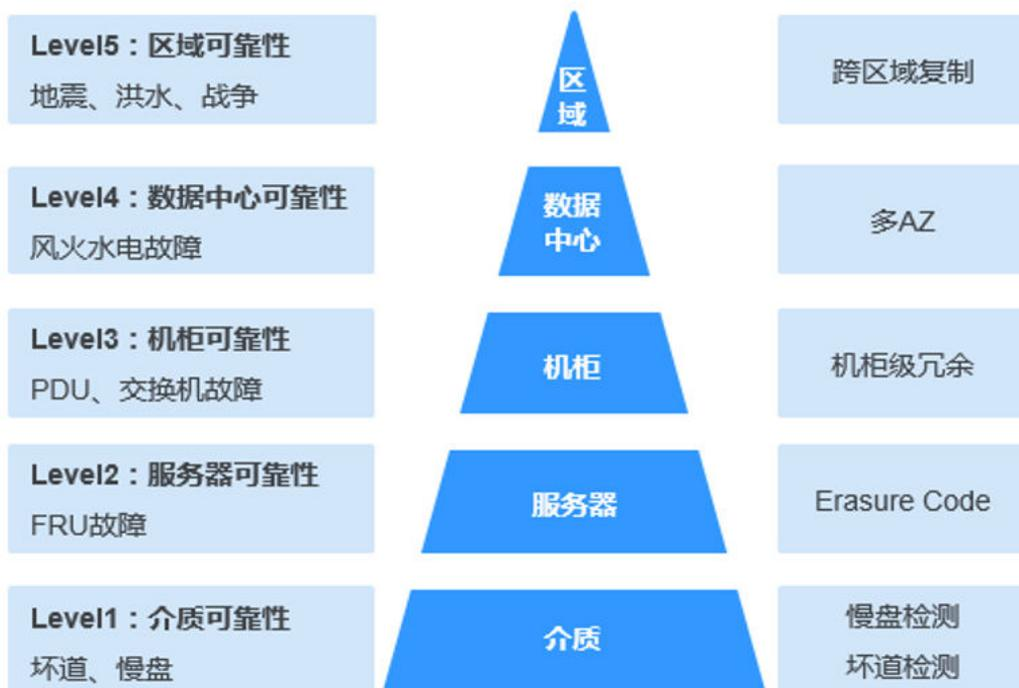 Level5：区域可靠性
地震、洪水、战争
区
域
跨区域复制
Level4：数据中心可靠性
风火水电故障
数据
中心
多AZ
Level3：机柜可靠性
PDU、交换机故障
机柜
机柜级冗余
Level2：服务器可靠性
FRU故障
服务器
Erasure Code
Level1：介质可靠性
坏道、慢盘
介质
慢盘检测
坏道检测